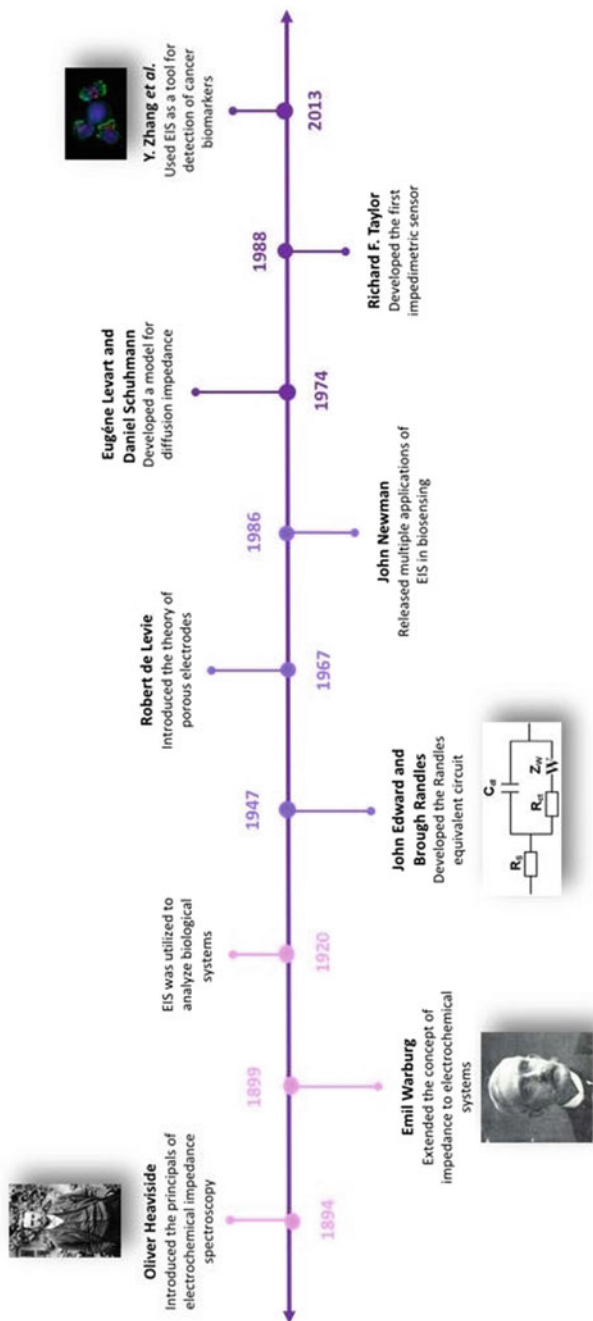 Oliver Heaviside
Introduced the principals of
electrochemical impedance
spectroscopy
1894
1899
Emil Warburg
Extended the concept of
impedance to electrochemical
systems
EIS was utilized to
analyze biological
systems
1920
1947
John Edward and
Brough Randles
Developed the Randles
equivalent circuit
Rs
Cdl
Rct
Zw
W
Robert de Levie
Introduced the theory of
porous electrodes
1967
1986
John Newman
Released multiple applications of
EIS in biosensing
Eugéne Levart and
Daniel Schuhmann
Developed a model for
diffusion impedance
1974
1988
Richard F. Taylor
Developed the first
impedimetric sensor
Y. Zhang et al.
Used EIS as a tool for
detection of cancer
biomarkers
2013